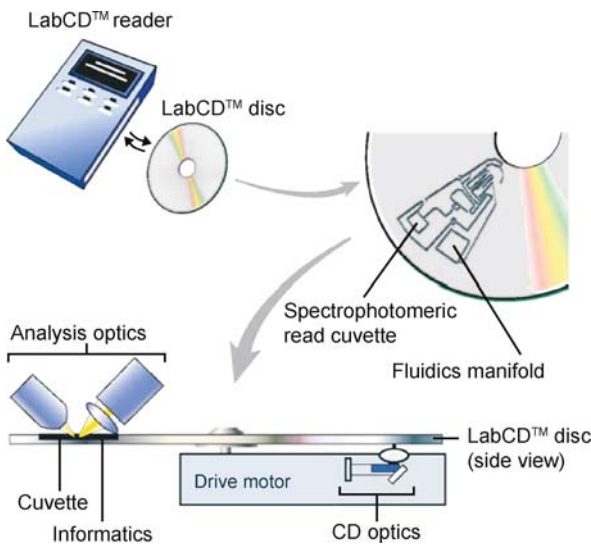 LabCD™ reader
LabCD™ disc
Spectrophotomeric
read cuvette
Fluidics manifold
Analysis optics
LabCD™ disc
(side view)
Drive motor
Cuvette
Informatics
CD optics